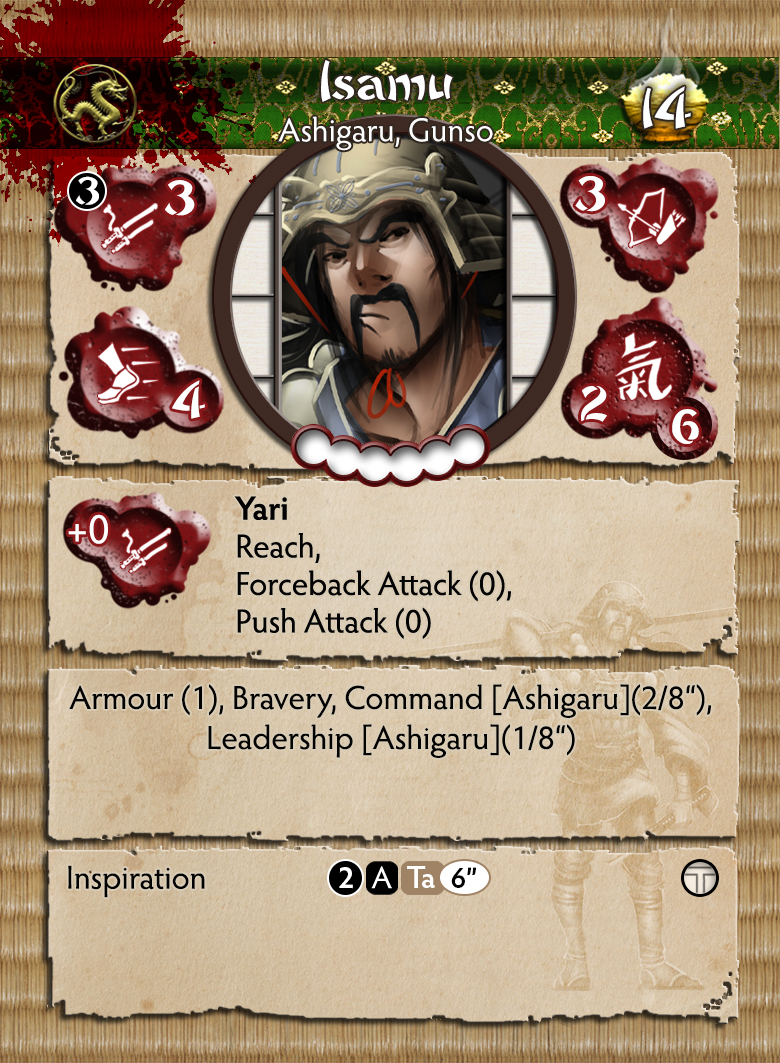 Isamu
14
Ashigaru, Gunso
3 3
3
4
氣
2 6
+0
Yari
Reach,
Forceback Attack (0),
Push Attack (0)
Armour (1), Bravery, Command [Ashigaru](2/8“),
Leadership [Ashigaru](1/8“)
Inspiration 2 A Ta 6” T